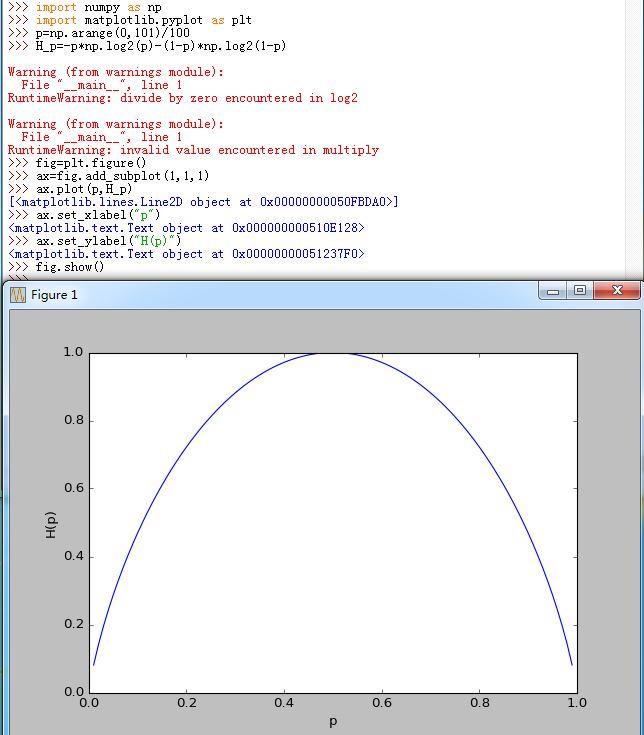 >>> import numpy as np
>>> import matplotlib.pyplot as plt
>>> p=np.arange(0,101)/100
>>> H_p=-p*np.log2(p)-(1-p)*np.log2(1-p)
Warning (from warnings module):
  File "__main__", line 1
RuntimeWarning: divide by zero encountered in log2
Warning (from warnings module):
  File "__main__", line 1
RuntimeWarning: invalid value encountered in multiply
>>> fig=plt.figure()
>>> ax=fig.add_subplot(1,1,1)
>>> ax.plot(p,H_p)
[<matplotlib.lines.Line2D object at 0x00000000050FBDA0>]
>>> ax.set_xlabel("p")
<matplotlib.text.Text object at 0x000000000510E128>
>>> ax.set_ylabel("H(p)")
<matplotlib.text.Text object at 0x00000000051237F0>
>>> fig.show()
Figure 1
1.0
0.8
0.6
0.4
0.2
0.0
H(p)
0.0 0.2 0.4 0.6 0.8 1.0
p